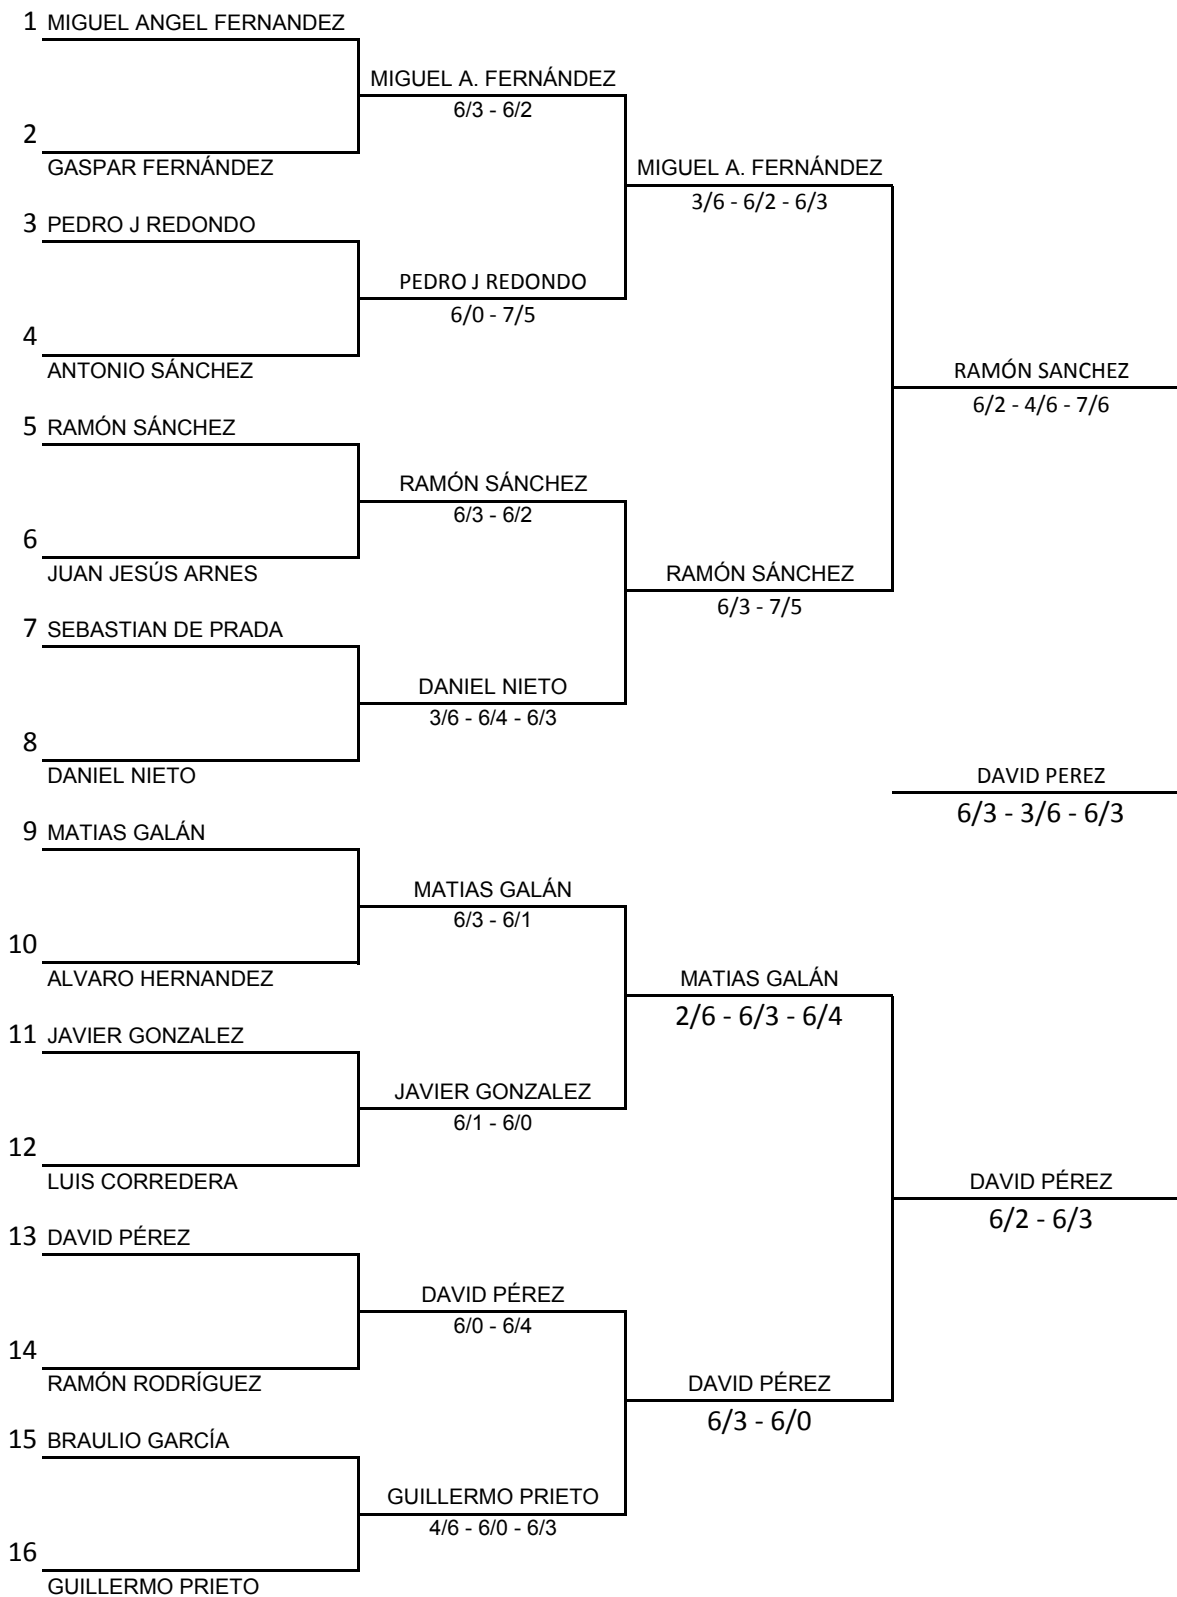 1 MIGUEL ANGEL FERNANDEZ
MIGUEL A. FERNÁNDEZ
6/3 - 6/2
2
GASPAR FERNÁNDEZ
MIGUEL A. FERNÁNDEZ
3/6 - 6/2 - 6/3
3 PEDRO J REDONDO
PEDRO J REDONDO
6/0 - 7/5
4
ANTONIO SÁNCHEZ
RAMÓN SANCHEZ
6/2 - 4/6 - 7/6
5 RAMÓN SÁNCHEZ
RAMÓN SÁNCHEZ
6/3 - 6/2
6
JUAN JESÚS ARNES
RAMÓN SÁNCHEZ
6/3 - 7/5
7 SEBASTIAN DE PRADA
DANIEL NIETO
3/6 - 6/4 - 6/3
8
DANIEL NIETO
DAVID PEREZ
6/3 - 3/6 - 6/3
9 MATIAS GALÁN
MATIAS GALÁN
6/3 - 6/1
10
ALVARO HERNANDEZ
MATIAS GALÁN
2/6 - 6/3 - 6/4
11 JAVIER GONZALEZ
JAVIER GONZALEZ
6/1 - 6/0
12
LUIS CORREDERA
DAVID PÉREZ
6/2 - 6/3
13 DAVID PÉREZ
DAVID PÉREZ
6/0 - 6/4
14
RAMÓN RODRÍGUEZ
DAVID PÉREZ
6/3 - 6/0
15 BRAULIO GARCÍA
GUILLERMO PRIETO
4/6 - 6/0 - 6/3
16
GUILLERMO PRIETO